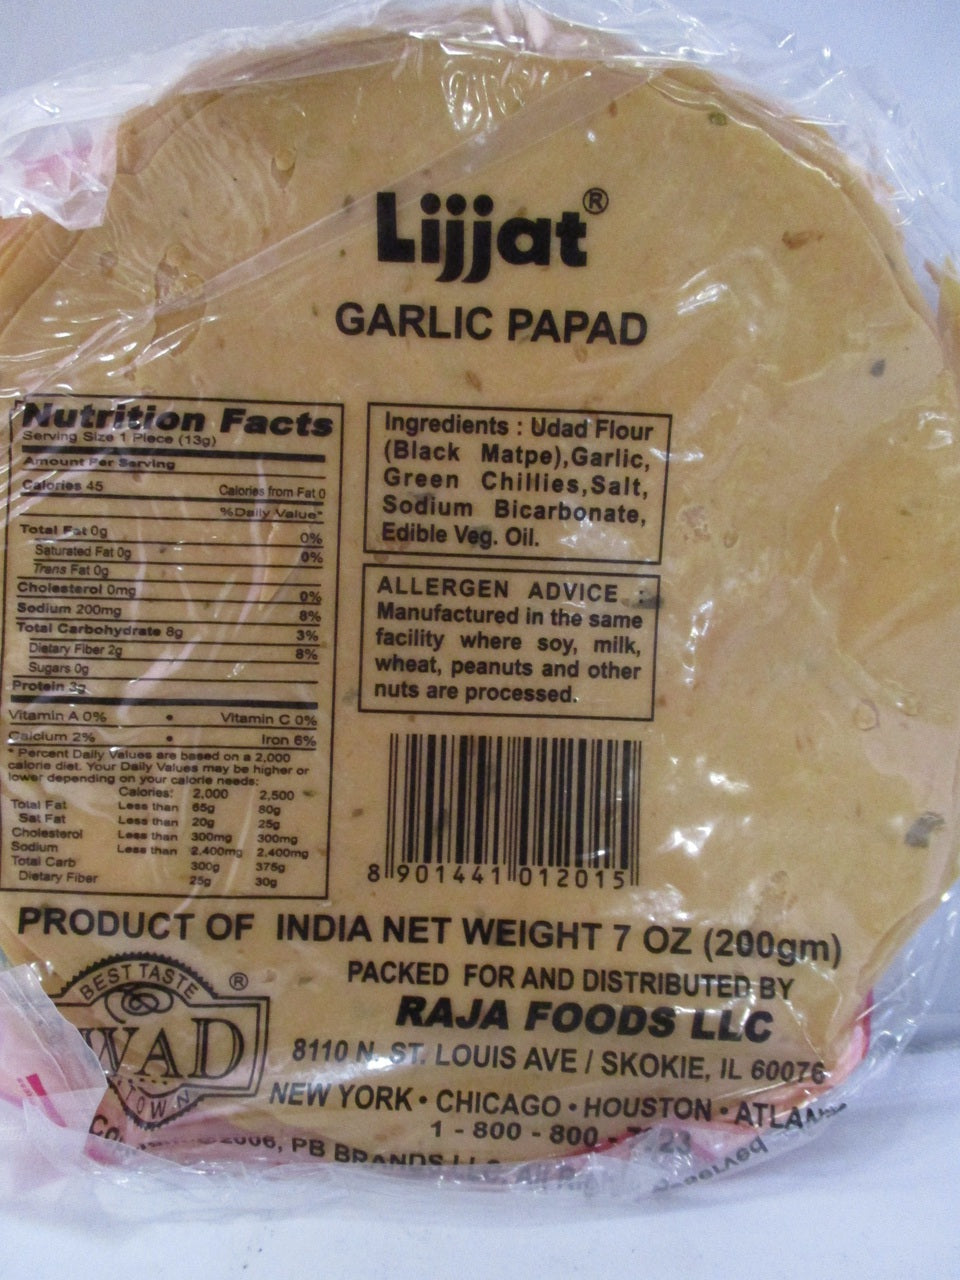 Lijjat®
GARLIC PAPAD
Nutrition Facts
Serving Size 1 Piece (13g)
Amount Per Serving
Calories 45 Calories from Fat 0
%Daily Value*
Total Fat 0g 0%
Saturated Fat 0g 0%
Trans Fat 0g
Cholesterol 0mg 0%
Sodium 200mg 8%
Total Carbohydrate 8g 3%
Dietary Fiber 2g 8%
Sugars 0g
Protein 3g
Vitamin A 0% • Vitamin C 0%
Calcium 2% • Iron 6%
* Percent Daily Values are based on a 2,000
calorie diet. Your Daily Values may be higher or
lower depending on your calorie needs:
Calories: 2,000 2,500
Total Fat Less than 65g 80g
Sat Fat Less than 20g 25g
Cholesterol Less than 300mg 300mg
Sodium Less than 2,400mg 2,400mg
Total Carb 300g 375g
Dietary Fiber 25g 30g
Ingredients : Udad Flour
(Black Matpe),Garlic,
Green Chillies,Salt,
Sodium Bicarbonate,
Edible Veg. Oil.
ALLERGEN ADVICE :
Manufactured in the same
facility where soy, milk,
wheat, peanuts and other
nuts are processed.
8 901441 012015
PRODUCT OF INDIA NET WEIGHT 7 OZ (200gm)
BEST TASTE
®
TOWN
PACKED FOR AND DISTRIBUTED BY
RAJA FOODS LLC
8110 N. ST. LOUIS AVE / SKOKIE, IL 60076
NEW YORK • CHICAGO • HOUSTON •
1 - 800 - 800 -
2006, PB BRANDS LLC. All